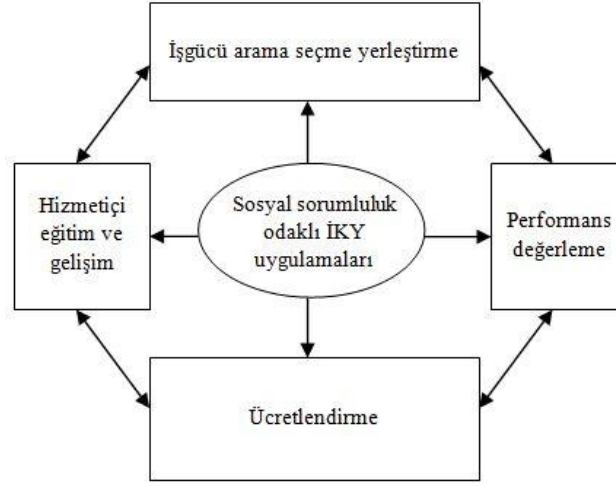 İşgücü arama seçme yerleştirme
Hizmetiçi
eğitim ve
gelişim
Sosyal sorumluluk
odaklı İKY
uygulamaları
Performans
değerleme
Ücretlendirme